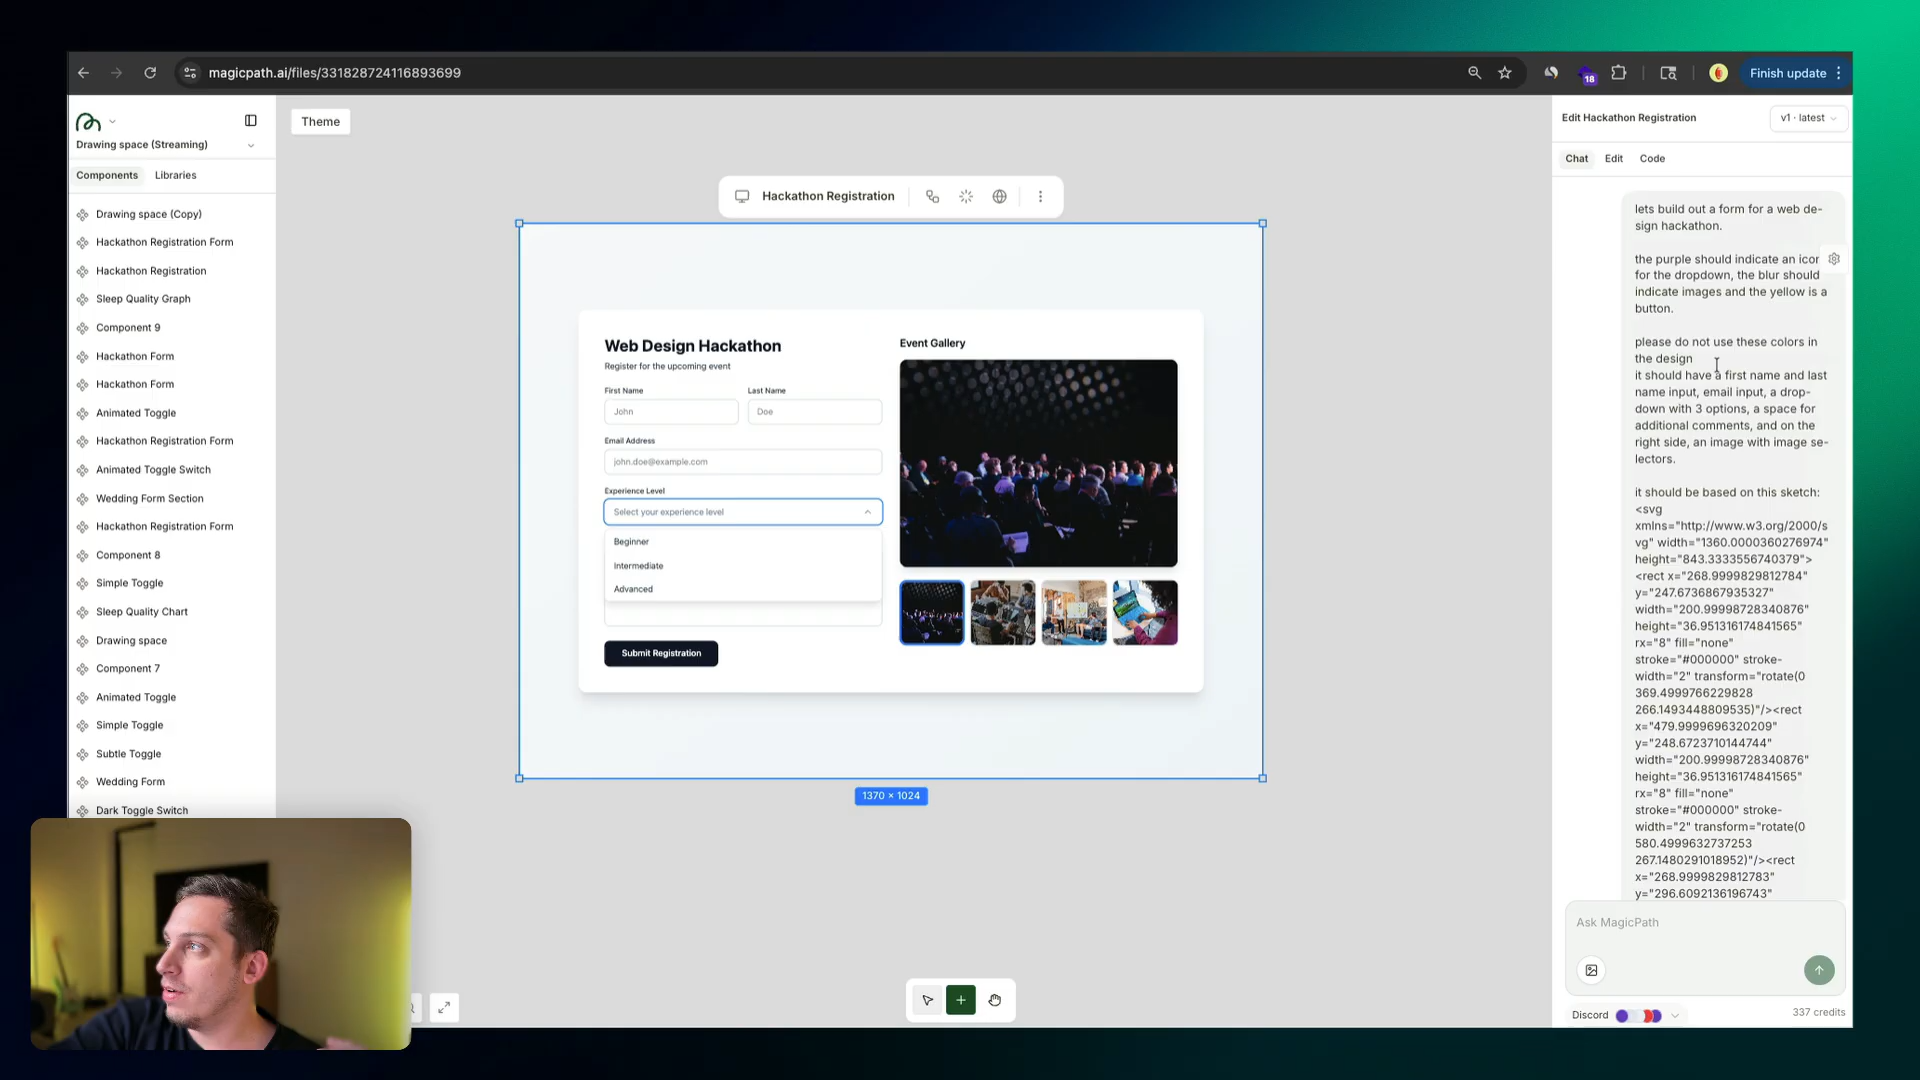 magicpath.ai/files/331828724116893699
18
Finish update
Drawing space (Streaming)
Components
Libraries
Drawing space (Copy)
Hackathon Registration Form
Hackathon Registration
Sleep Quality Graph
Component 9
Hackathon Form
Hackathon Form
Animated Toggle
Hackathon Registration Form
Animated Toggle Switch
Wedding Form Section
Hackathon Registration Form
Component 8
Simple Toggle
Sleep Quality Chart
Drawing space
Component 7
Animated Toggle
Simple Toggle
Subtle Toggle
Wedding Form
Dark Toggle Switch
Theme
Hackathon Registration
Web Design Hackathon
Register for the upcoming event
First Name
Last Name
John
Doe
Email Address
john.doe@example.com
Experience Level
Select your experience level
Beginner
Intermediate
Advanced
Submit Registration
Event Gallery
1370 × 1024
Edit Hackathon Registration
v1 · latest
Chat
Edit
Code
lets build out a form for a web de-
sign hackathon.
the purple should indicate an icon
for the dropdown, the blur should
indicate images and the yellow is a
button.
please do not use these colors in
the design
it should have a first name and last
name input, email input, a drop-
down with 3 options, a space for
additional comments, and on the
right side, an image with image se-
lectors.
it should be based on this sketch:
<svg
xmlns="http://www.w3.org/2000/s
vg" width="1360.0000360276974"
height="843.3333556740379">
<rect x="268.9999829812784"
y="247.6736867935327"
width="200.99998728340876"
height="36.951316174841565"
rx="8" fill="none"
stroke="#000000" stroke-
width="2" transform="rotate(0
369.4999766229828
266.1493448809535)"/><rect
x="479.9999696320209"
y="248.6723710144744"
width="200.99998728340876"
height="36.951316174841565"
rx="8" fill="none"
stroke="#000000" stroke-
width="2" transform="rotate(0
580.4999632737253
267.1480291018952)"/><rect
x="268.9999829812783"
y="296.6092136196743"
Ask MagicPath
Discord
337 credits